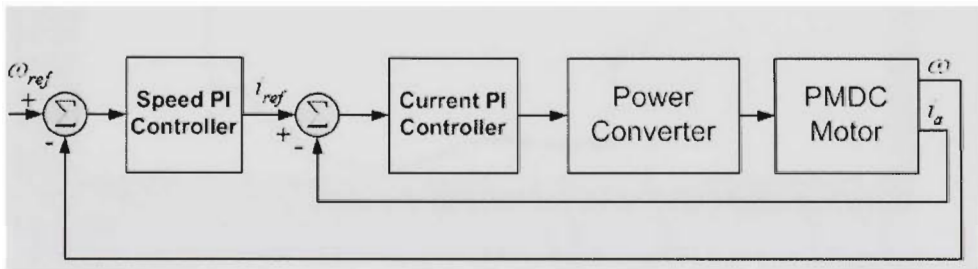 ω_ref
+
Σ
-
Speed PI
Controller
i_ref
+
Σ
-
Current PI
Controller
Power
Converter
PMDC
Motor
ω
i_a